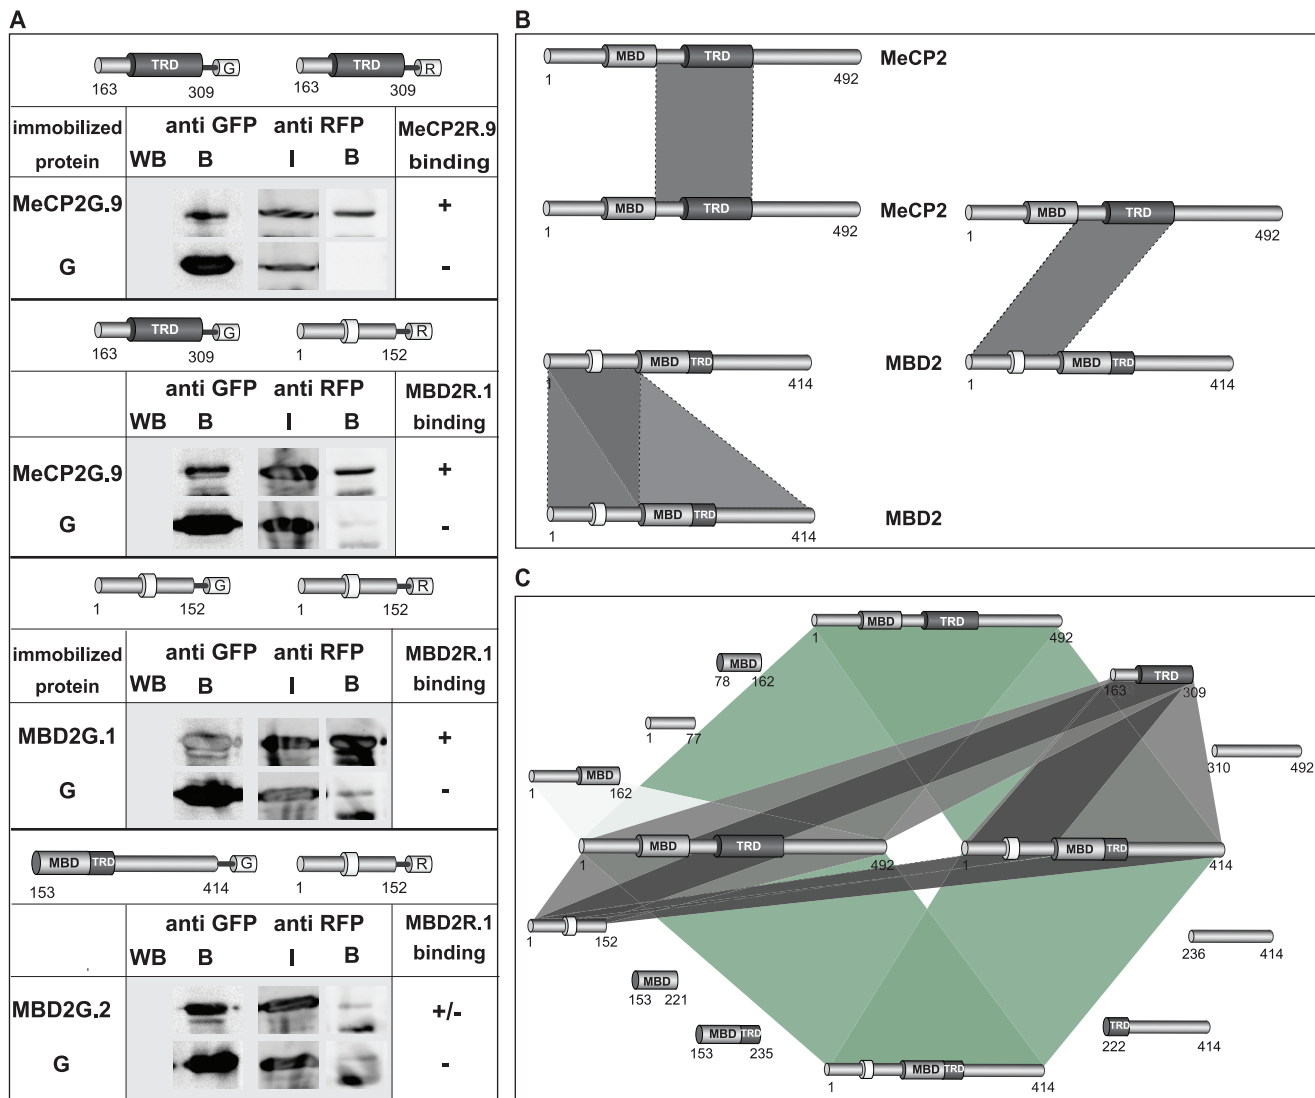 A
TRD G TRD R
163 309 163 309
immobilized protein WB anti GFP B anti RFP I B MeCP2R.9 binding
MeCP2G.9 +
G -
TRD G R
163 309 1 152
WB anti GFP B anti RFP I B MBD2R.1 binding
MeCP2G.9 +
G -
G R
1 152 1 152
immobilized protein WB anti GFP B anti RFP I B MBD2R.1 binding
MBD2G.1 +
G -
MBD TRD G R
153 414 1 152
WB anti GFP B anti RFP I B MBD2R.1 binding
MBD2G.2 +/-
G -
B
MBD TRD MeCP2
1 492
MBD TRD MeCP2 MBD TRD
1 492 1 492
MBD TRD MBD2 MBD TRD
1 414 1 414
MBD TRD MBD2
1 414
C
MBD TRD
1 492
MBD
78 162
TRD
163 309
1 77
310 492
MBD
1 162
MBD TRD MBD TRD
1 492 1 414
1 152
236 414
MBD
153 221
MBD TRD
153 235
TRD
222 414
MBD TRD
1 414